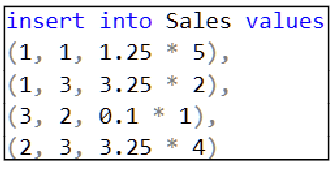 insert into Sales values
(1, 1, 1.25 * 5),
(1, 3, 3.25 * 2),
(3, 2, 0.1 * 1),
(2, 3, 3.25 * 4)